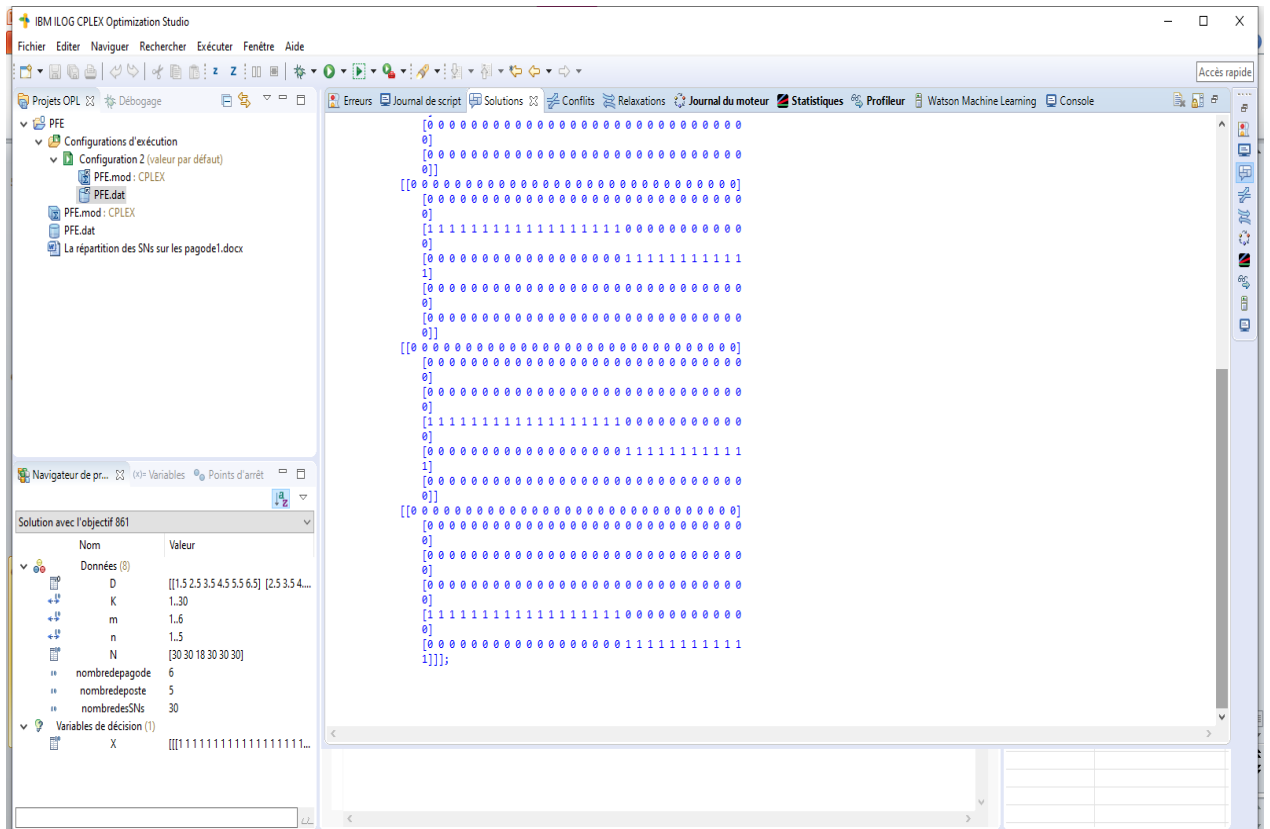 IBM ILOG CPLEX Optimization Studio
Fichier Editer Naviguer Rechercher Exécuter Fenêtre Aide
Accès rapide
Projets OPL Débogage
PFE
Configurations d'exécution
Configuration 2 (valeur par défaut)
PFE.mod : CPLEX
PFE.dat
PFE.mod : CPLEX
PFE.dat
La répartition des SNs sur les pagode1.docx
Navigateur de pr... (x)= Variables Points d'arrêt
Solution avec l'objectif 861
Nom Valeur
Données (8)
D [[1.5 2.5 3.5 4.5 5.5 6.5] [2.5 3.5 4....
K 1..30
m 1..6
n 1..5
N [30 30 18 30 30 30]
nombredepagode 6
nombredeposte 5
nombredesSNs 30
Variables de décision (1)
X [[[1 1 1 1 1 1 1 1 1 1 1 1 1 1 1 1 1 1...
Erreurs Journal de script Solutions Conflits Relaxations Journal du moteur Statistiques Profileur Watson Machine Learning Console
[0 0 0 0 0 0 0 0 0 0 0 0 0 0 0 0 0 0 0 0 0 0 0 0 0 0 0 0 0
0]
[0 0 0 0 0 0 0 0 0 0 0 0 0 0 0 0 0 0 0 0 0 0 0 0 0 0 0 0 0
0]]
[[0 0 0 0 0 0 0 0 0 0 0 0 0 0 0 0 0 0 0 0 0 0 0 0 0 0 0 0 0 0]
[0 0 0 0 0 0 0 0 0 0 0 0 0 0 0 0 0 0 0 0 0 0 0 0 0 0 0 0 0
0]
[1 1 1 1 1 1 1 1 1 1 1 1 1 1 1 1 1 1 0 0 0 0 0 0 0 0 0 0 0
0]
[0 0 0 0 0 0 0 0 0 0 0 0 0 0 0 0 0 0 1 1 1 1 1 1 1 1 1 1 1
1]
[0 0 0 0 0 0 0 0 0 0 0 0 0 0 0 0 0 0 0 0 0 0 0 0 0 0 0 0 0
0]
[0 0 0 0 0 0 0 0 0 0 0 0 0 0 0 0 0 0 0 0 0 0 0 0 0 0 0 0 0
0]]
[[0 0 0 0 0 0 0 0 0 0 0 0 0 0 0 0 0 0 0 0 0 0 0 0 0 0 0 0 0 0]
[0 0 0 0 0 0 0 0 0 0 0 0 0 0 0 0 0 0 0 0 0 0 0 0 0 0 0 0 0
0]
[0 0 0 0 0 0 0 0 0 0 0 0 0 0 0 0 0 0 0 0 0 0 0 0 0 0 0 0 0
0]
[1 1 1 1 1 1 1 1 1 1 1 1 1 1 1 1 1 1 0 0 0 0 0 0 0 0 0 0 0
0]
[0 0 0 0 0 0 0 0 0 0 0 0 0 0 0 0 0 0 1 1 1 1 1 1 1 1 1 1 1
1]
[0 0 0 0 0 0 0 0 0 0 0 0 0 0 0 0 0 0 0 0 0 0 0 0 0 0 0 0 0
0]]
[[0 0 0 0 0 0 0 0 0 0 0 0 0 0 0 0 0 0 0 0 0 0 0 0 0 0 0 0 0 0]
[0 0 0 0 0 0 0 0 0 0 0 0 0 0 0 0 0 0 0 0 0 0 0 0 0 0 0 0 0
0]
[0 0 0 0 0 0 0 0 0 0 0 0 0 0 0 0 0 0 0 0 0 0 0 0 0 0 0 0 0
0]
[0 0 0 0 0 0 0 0 0 0 0 0 0 0 0 0 0 0 0 0 0 0 0 0 0 0 0 0 0
0]
[1 1 1 1 1 1 1 1 1 1 1 1 1 1 1 1 1 1 0 0 0 0 0 0 0 0 0 0 0
0]
[0 0 0 0 0 0 0 0 0 0 0 0 0 0 0 0 0 0 1 1 1 1 1 1 1 1 1 1 1
1]]];